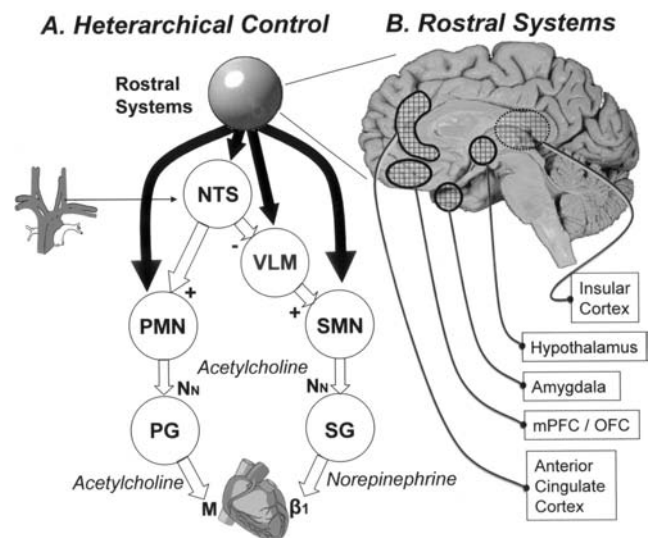 A. Heterarchical Control
B. Rostral Systems
Rostral
Systems
NTS
-
VLM
+
PMN
+
SMN
Acetylcholine
NN
NN
PG
SG
Acetylcholine
Norepinephrine
M
β1
Insular
Cortex
Hypothalamus
Amygdala
mPFC / OFC
Anterior
Cingulate
Cortex